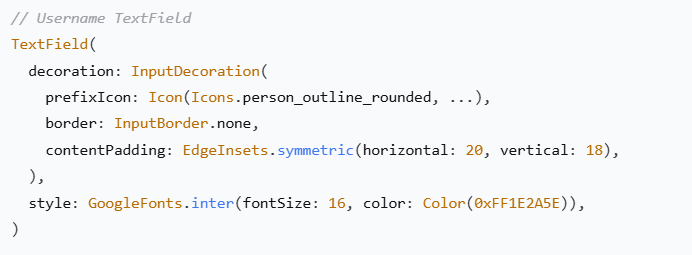 // Username TextField
TextField(
  decoration: InputDecoration(
    prefixIcon: Icon(Icons.person_outline_rounded, ...),
    border: InputBorder.none,
    contentPadding: EdgeInsets.symmetric(horizontal: 20, vertical: 18),
  ),
  style: GoogleFonts.inter(fontSize: 16, color: Color(0xFF1E2A5E)),
)